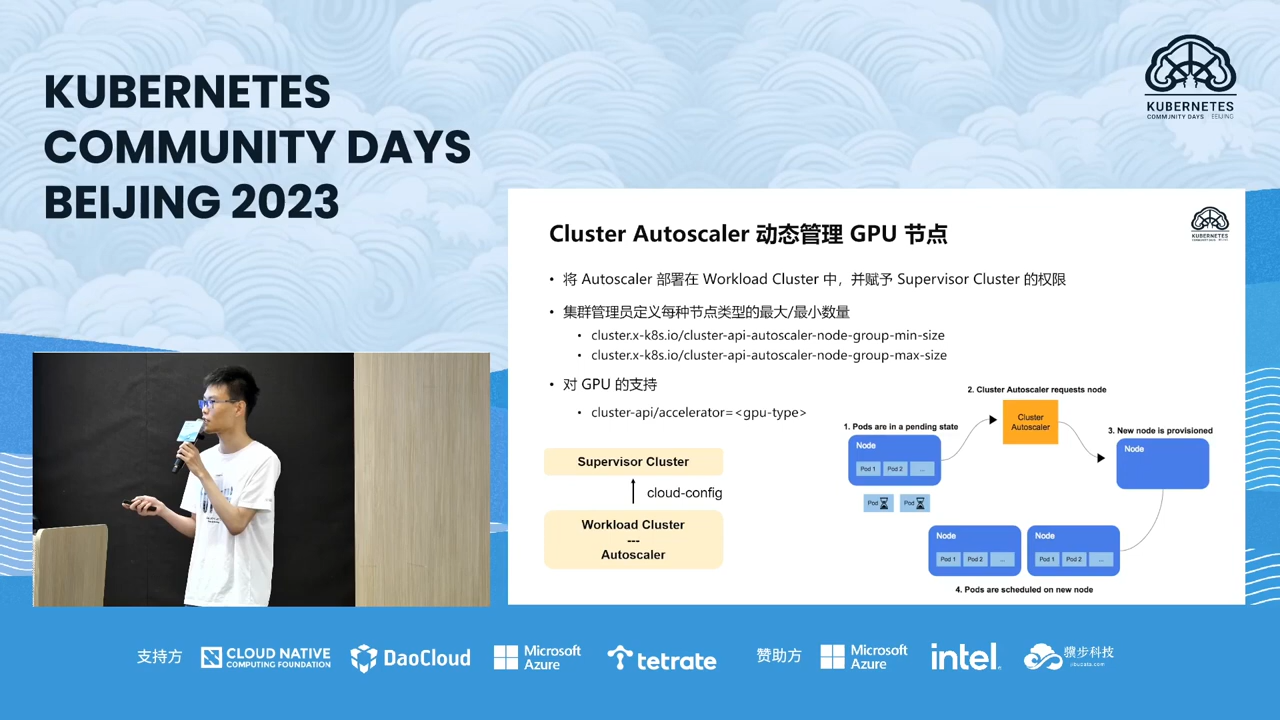 KUBERNETES
COMMUNITY DAYS
BEIJING 2023
KUBERNETES
COMMUNITY DAYS BEIJING
Cluster Autoscaler 动态管理 GPU 节点
KUBERNETES
• 将 Autoscaler 部署在 Workload Cluster 中，并赋予 Supervisor Cluster 的权限
• 集群管理员定义每种节点类型的最大/最小数量
• cluster.x-k8s.io/cluster-api-autoscaler-node-group-min-size
• cluster.x-k8s.io/cluster-api-autoscaler-node-group-max-size
• 对 GPU 的支持
• cluster-api/accelerator=<gpu-type>
Supervisor Cluster
cloud-config
Workload Cluster
---
Autoscaler
1. Pods are in a pending state
Node
Pod 1
Pod 2
...
Pod
Pod
2. Cluster Autoscaler requests node
Cluster
Autoscaler
3. New node is provisioned
Node
Node
Pod 1
Pod 2
...
Node
Pod 1
Pod 2
...
4. Pods are scheduled on new node
支持方
CLOUD NATIVE
COMPUTING FOUNDATION
DaoCloud
Microsoft
Azure
tetrate
赞助方
Microsoft
Azure
intel.
骥步科技
jibudata.com